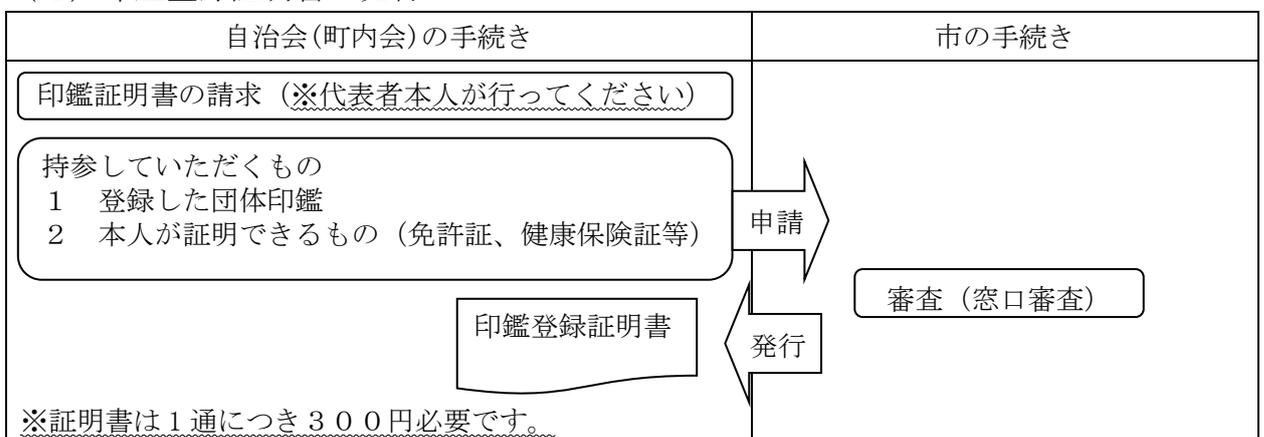 自治会(町内会)の手続き
市の手続き
印鑑証明書の請求（※代表者本人が行ってください）
持参していただくもの
１　登録した団体印鑑
２　本人が証明できるもの（免許証、健康保険証等）
申請
審査（窓口審査）
印鑑登録証明書
発行
※証明書は１通につき３００円必要です。